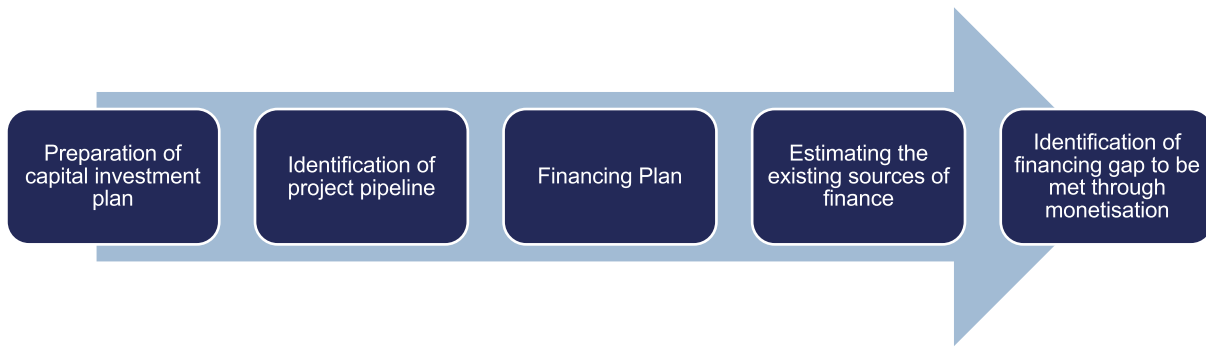 Preparation of
capital investment
plan
Identification of
project pipeline
Financing Plan
Estimating the
existing sources of
finance
Identification of
financing gap to be
met through
monetisation